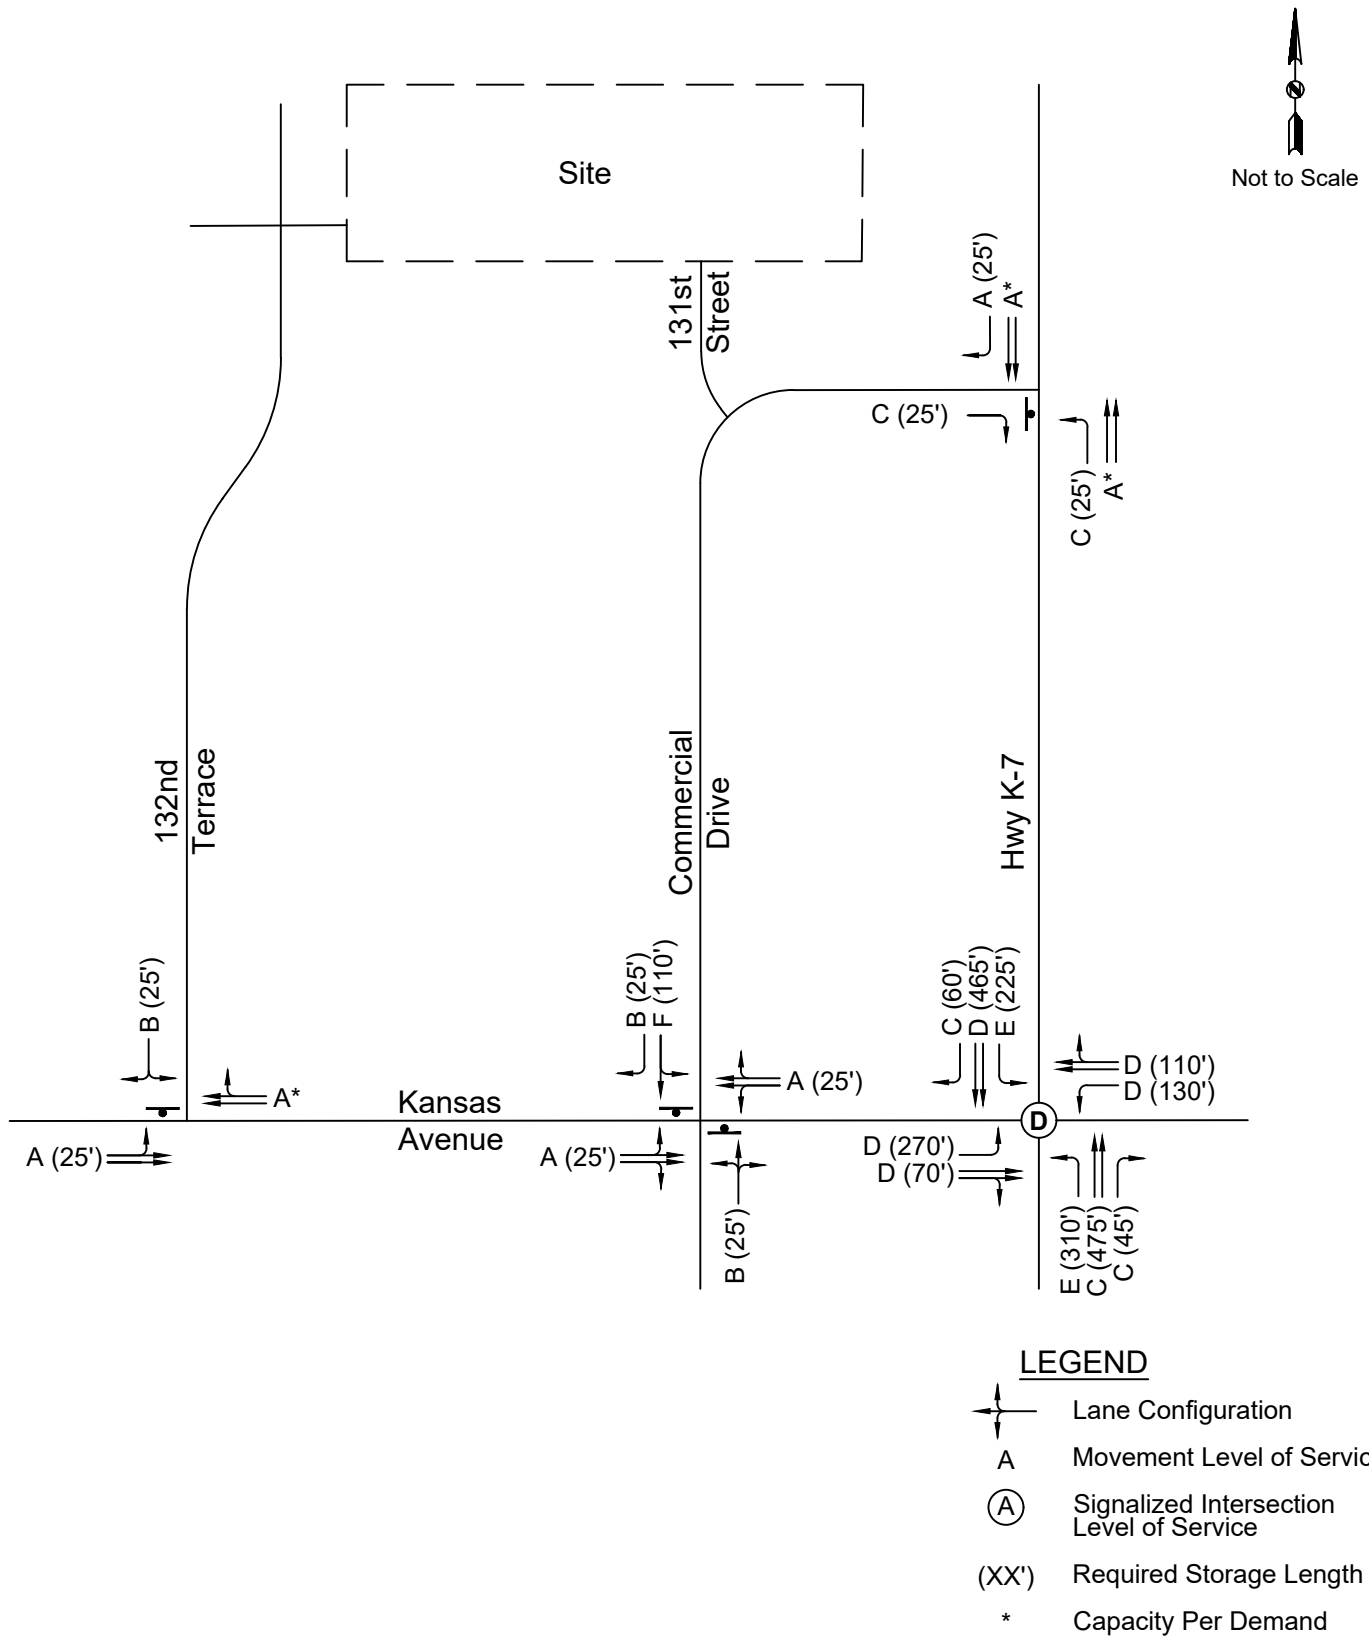 N
Not to Scale
Site
131st
Street
A (25')
A*
C (25')
C (25')
A*
132nd
Terrace
Commercial
Drive
Hwy K-7
B (25')
B (25')
F (110')
C (60')
D (465')
E (225')
A*
Kansas
Avenue
A (25')
D (110')
D (130')
D
A (25')
A (25')
D (270')
D (70')
B (25')
E (310')
C (475')
C (45')
LEGEND
Lane Configuration
A Movement Level of Servic
A Signalized Intersection
Level of Service
(XX') Required Storage Length
* Capacity Per Demand